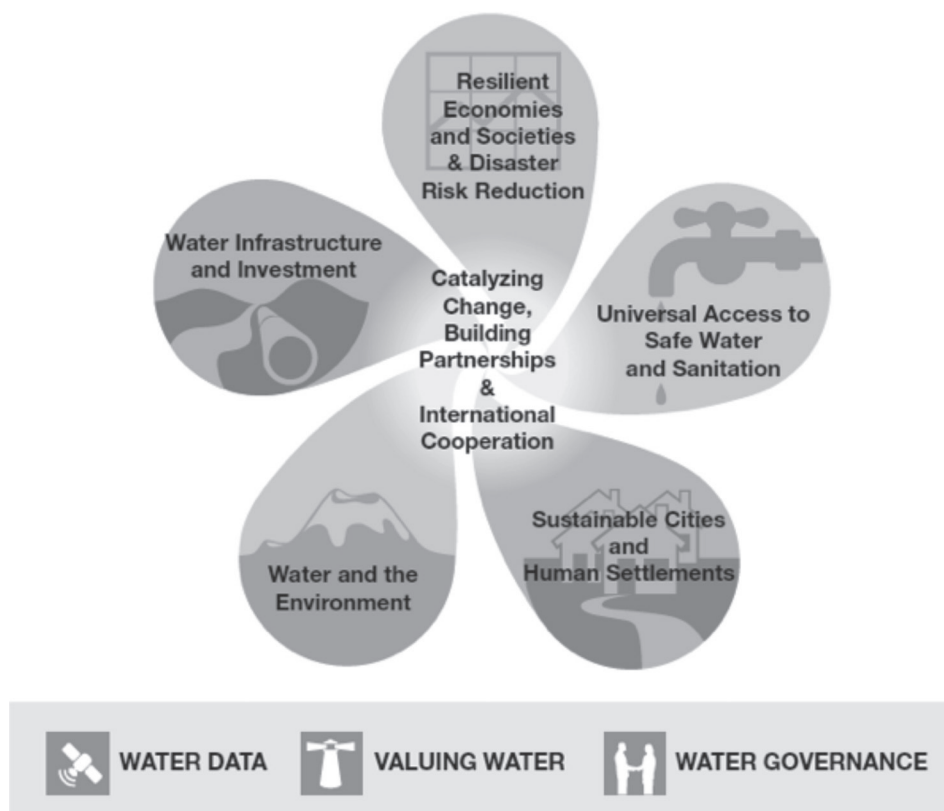 Resilient
Economies
and Societies
& Disaster
Risk Reduction
Water Infrastructure
and Investment
Catalyzing
Change,
Building
Partnerships
&
International
Cooperation
Universal Access to
Safe Water
and Sanitation
Sustainable Cities
and
Human Settlements
Water and the
Environment
WATER DATA
VALUING WATER
WATER GOVERNANCE